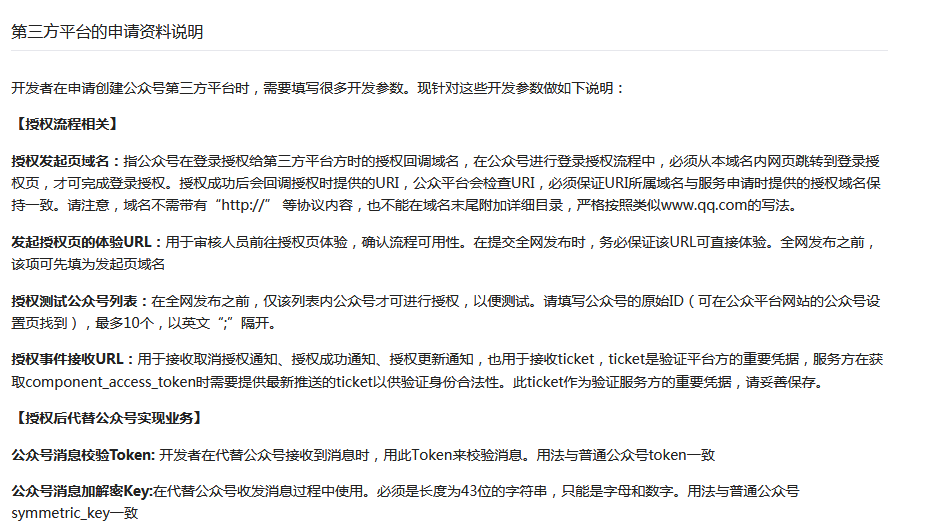 第三方平台的申请资料说明
开发者在申请创建公众号第三方平台时，需要填写很多开发参数。现针对这些开发参数做如下说明：
【授权流程相关】
授权发起页域名：指公众号在登录授权给第三方平台方时的授权回调域名，在公众号进行登录授权流程中，必须从本域名内网页跳转到登录授
权页，才可完成登录授权。授权成功后会回调授权时提供的URI，公众平台会检查URI，必须保证URI所属域名与服务申请时提供的授权域名保
持一致。请注意，域名不需带有“http://” 等协议内容，也不能在域名末尾附加详细目录，严格按照类似www.qq.com的写法。
发起授权页的体验URL：用于审核人员前往授权页体验，确认流程可用性。在提交全网发布时，务必保证该URL可直接体验。全网发布之前，
该项可先填为发起页域名
授权测试公众号列表：在全网发布之前，仅该列表内公众号才可进行授权，以便测试。请填写公众号的原始ID（可在公众平台网站的公众号设
置页找到），最多10个，以英文“;”隔开。
授权事件接收URL：用于接收取消授权通知、授权成功通知、授权更新通知，也用于接收ticket，ticket是验证平台方的重要凭据，服务方在获
取component_access_token时需要提供最新推送的ticket以供验证身份合法性。此ticket作为验证服务方的重要凭据，请妥善保存。
【授权后代替公众号实现业务】
公众号消息校验Token: 开发者在代替公众号接收到消息时，用此Token来校验消息。用法与普通公众号token一致
公众号消息加解密Key:在代替公众号收发消息过程中使用。必须是长度为43位的字符串，只能是字母和数字。用法与普通公众号
symmetric_key一致